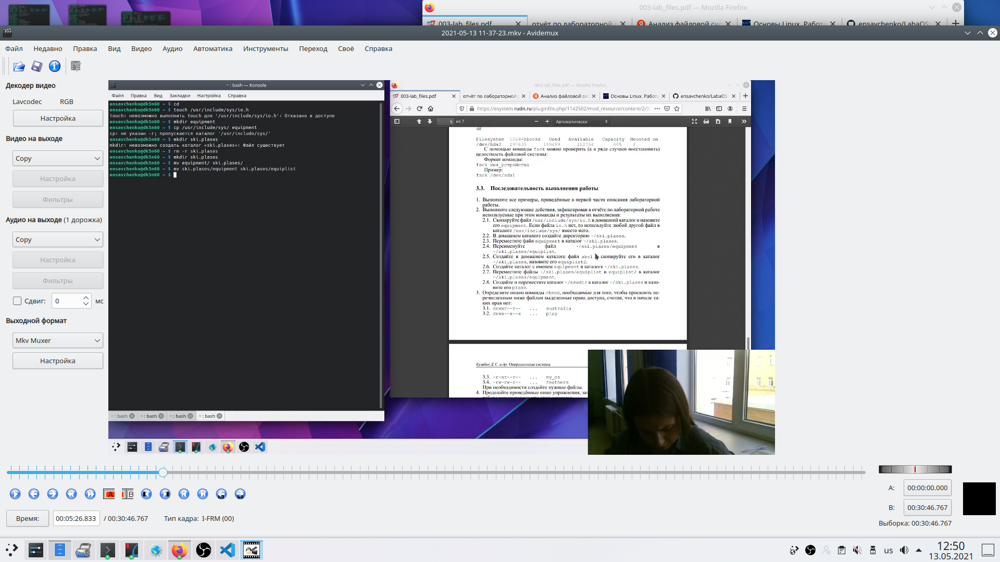 003-lab_files.pdf — Mozilla Firefox
003-lab_files.pdf
отчёт по лабораторной
Анализ файловой си
Основы Linux. Работа
ensavchenko/LabaOS:
2021-05-13 11-37-23.mkv - Avidemux
Файл Недавно Правка Вид Видео Аудио Автоматика Инструменты Переход Своё Справка
Декодер видео
Lavcodec RGB
Настройка
Видео на выходе
Copy
Настройка
Фильтры
Аудио на выходе (1 дорожка)
Copy
Настройка
Фильтры
Сдвиг: 0 мс
Выходной формат
Mkv Muxer
Настройка
~ : bash — Konsole
Файл Правка Вид Закладки Настройка Справка
ensavchenko@dk5n60 ~ $ cd
ensavchenko@dk5n60 ~ $ touch /usr/include/sys/io.h
touch: невозможно выполнить touch для '/usr/include/sys/io.h': Отказано в доступе
ensavchenko@dk5n60 ~ $ mkdir equipment
ensavchenko@dk5n60 ~ $ cp /usr/include/sys/ equipment
cp: не указан -r; пропускается каталог '/usr/include/sys/'
ensavchenko@dk5n60 ~ $ mkdir ski.plases
mkdir: невозможно создать каталог «ski.plases»: Файл существует
ensavchenko@dk5n60 ~ $ rm -r ski.plases
ensavchenko@dk5n60 ~ $ mkdir ski.plases
ensavchenko@dk5n60 ~ $ mv equipment/ ski.plases/
ensavchenko@dk5n60 ~ $ mv ski.plases/equipment ski.plases/equiplist
ensavchenko@dk5n60 ~ $
~ : bash ~ : bash ~ : bash ~ : bash
003-lab_files.pdf — Mozilla Firefox
003-lab_files.pdf
отчёт по лабораторной
Анализ файловой сис
Основы Linux. Работа
ensavchenko/LabaOS:
https://esystem.rudn.ru/pluginfile.php/1142502/mod_resource/content/2/00
6 из 7
Автоматически
df
Filesystem 1024-blocks Used Available Capacity Mounted on
/dev/hda3 297635 169499 112764 60% /
С помощью команды fsck можно проверить (а в ряде случаев восстановить)
целостность файловой системы:
Формат команды:
fsck имя_устройства
Пример:
fsck /dev/sda1
3.3. Последовательность выполнения работы
1. Выполните все примеры, приведённые в первой части описания лабораторной
работы.
2. Выполните следующие действия, зафиксировав в отчёте по лабораторной работе
используемые при этом команды и результаты их выполнения:
2.1. Скопируйте файл /usr/include/sys/io.h в домашний каталог и назовите
его equipment. Если файла io.h нет, то используйте любой другой файл в
каталоге /usr/include/sys/ вместо него.
2.2. В домашнем каталоге создайте директорию ~/ski.plases.
2.3. Переместите файл equipment в каталог ~/ski.plases.
2.4. Переименуйте файл ~/ski.plases/equipment в
~/ski.plases/equiplist.
2.5. Создайте в домашнем каталоге файл abc1 скопируйте его в каталог
~/ski.plases, назовите его equiplist2.
2.6. Создайте каталог с именем equipment в каталоге ~/ski.plases.
2.7. Переместите файлы ~/ski.plases/equiplist и equiplist2 в каталог
~/ski.plases/equipment.
2.8. Создайте и переместите каталог ~/newdir в каталог ~/ski.plases и назо-
вите его plans.
3. Определите опции команды chmod, необходимые для того, чтобы присвоить пе-
речисленным ниже файлам выделенные права доступа, считая, что в начале та-
ких прав нет:
3.1. drwxr--r-- ... australia
3.2. drwx--x--x ... play
Кулябов Д. С. и др. Операционные системы
3.3. -r-xr--r-- ... my_os
3.4. -rw-rw-r-- ... feathers
При необходимости создайте нужные файлы.
4. Проделайте приведённые ниже упражнения,
Время: 00:05:26.833 / 00:30:46.767 Тип кадра: I-FRM (00)
A: 00:00:00.000
B: 00:30:46.767
Выборка: 00:30:46.767
us
12:50
13.05.2021